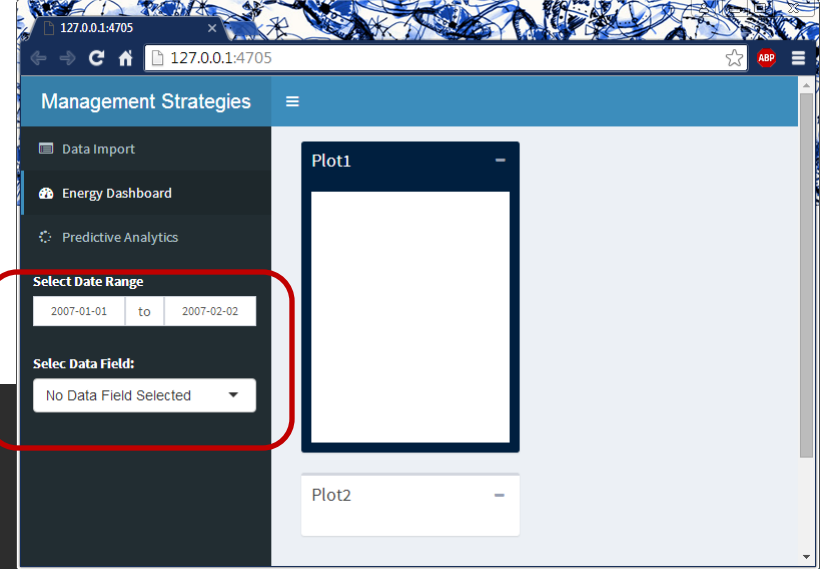 127.0.0.1:4705
127.0.0.1:4705
ABP
Management Strategies
Data Import
Energy Dashboard
Predictive Analytics
Select Date Range
2007-01-01 to 2007-02-02
Selec Data Field:
No Data Field Selected
Plot1
Plot2